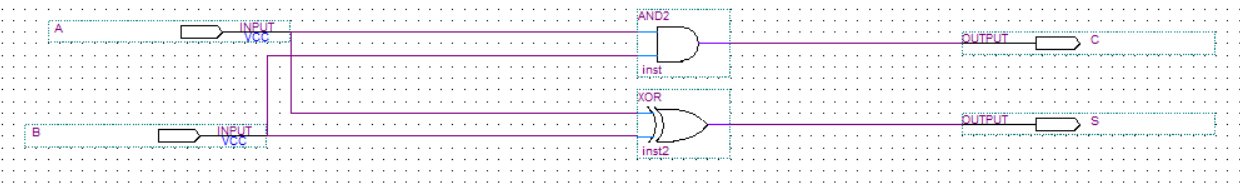 A
INPUT
VCC
AND2
inst
OUTPUT
C
B
INPUT
VCC
XOR
inst2
OUTPUT
S